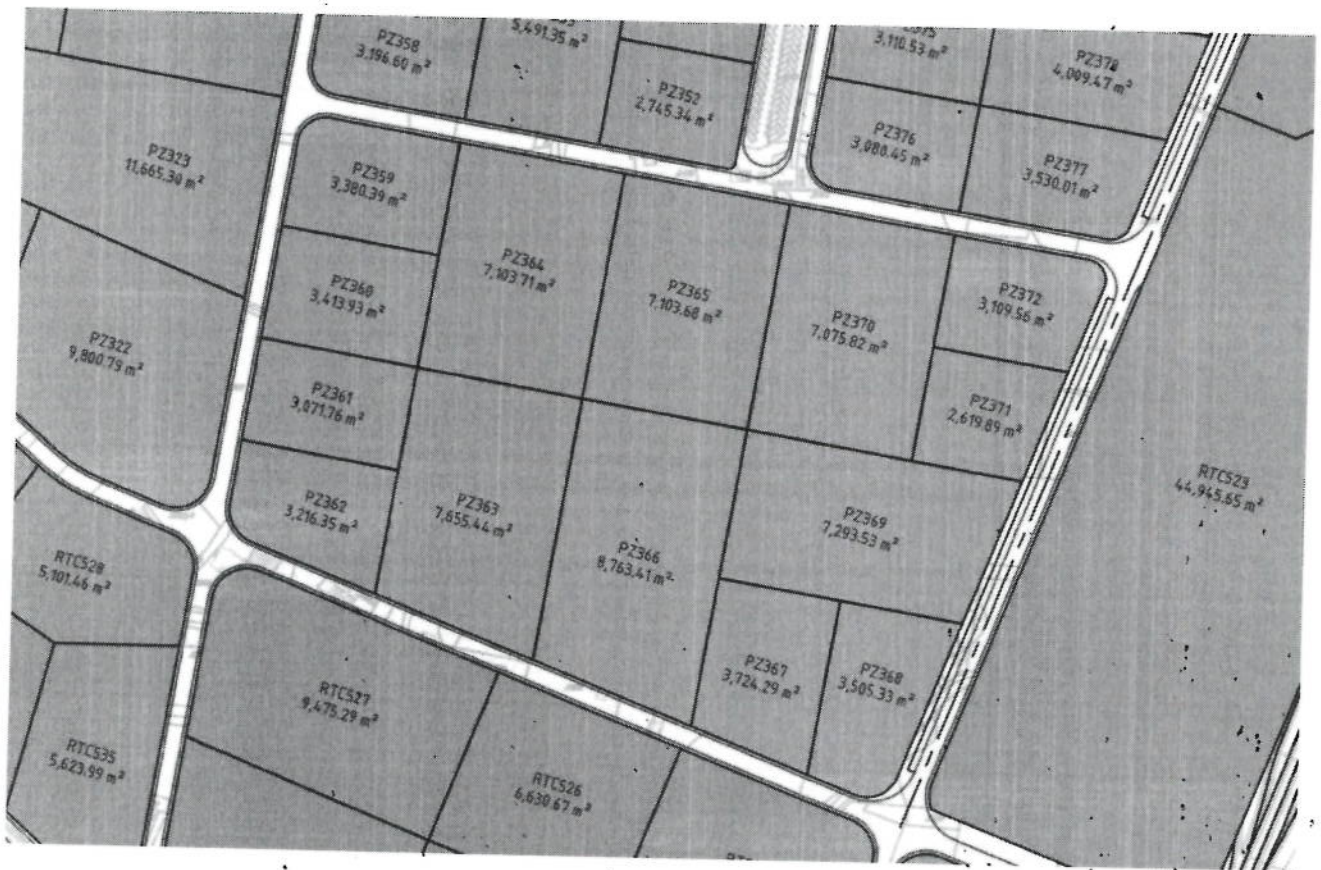 PZ358
3,196.60 m²
5,491.35 m²
PZ352
2,745.34 m²
3,110.53 m²
PZ378
4,009.47 m²
PZ376
3,080.45 m²
PZ377
3,530.01 m²
PZ323
11,665.30 m²
PZ359
3,380.39 m²
PZ364
7,103.71 m²
PZ365
7,103.68 m²
PZ370
7,075.82 m²
PZ372
3,109.56 m²
PZ360
3,413.93 m²
PZ322
9,800.79 m²
PZ361
3,071.76 m²
PZ371
2,619.89 m²
RTC523
44,945.65 m²
PZ362
3,216.35 m²
PZ363
7,655.44 m²
PZ369
7,293.53 m²
PZ366
8,763.41 m²
RTC528
5,101.46 m²
PZ367
3,724.29 m²
PZ368
3,505.33 m²
RTC527
9,475.29 m²
RTC535
5,623.99 m²
RTC526
6,630.67 m²